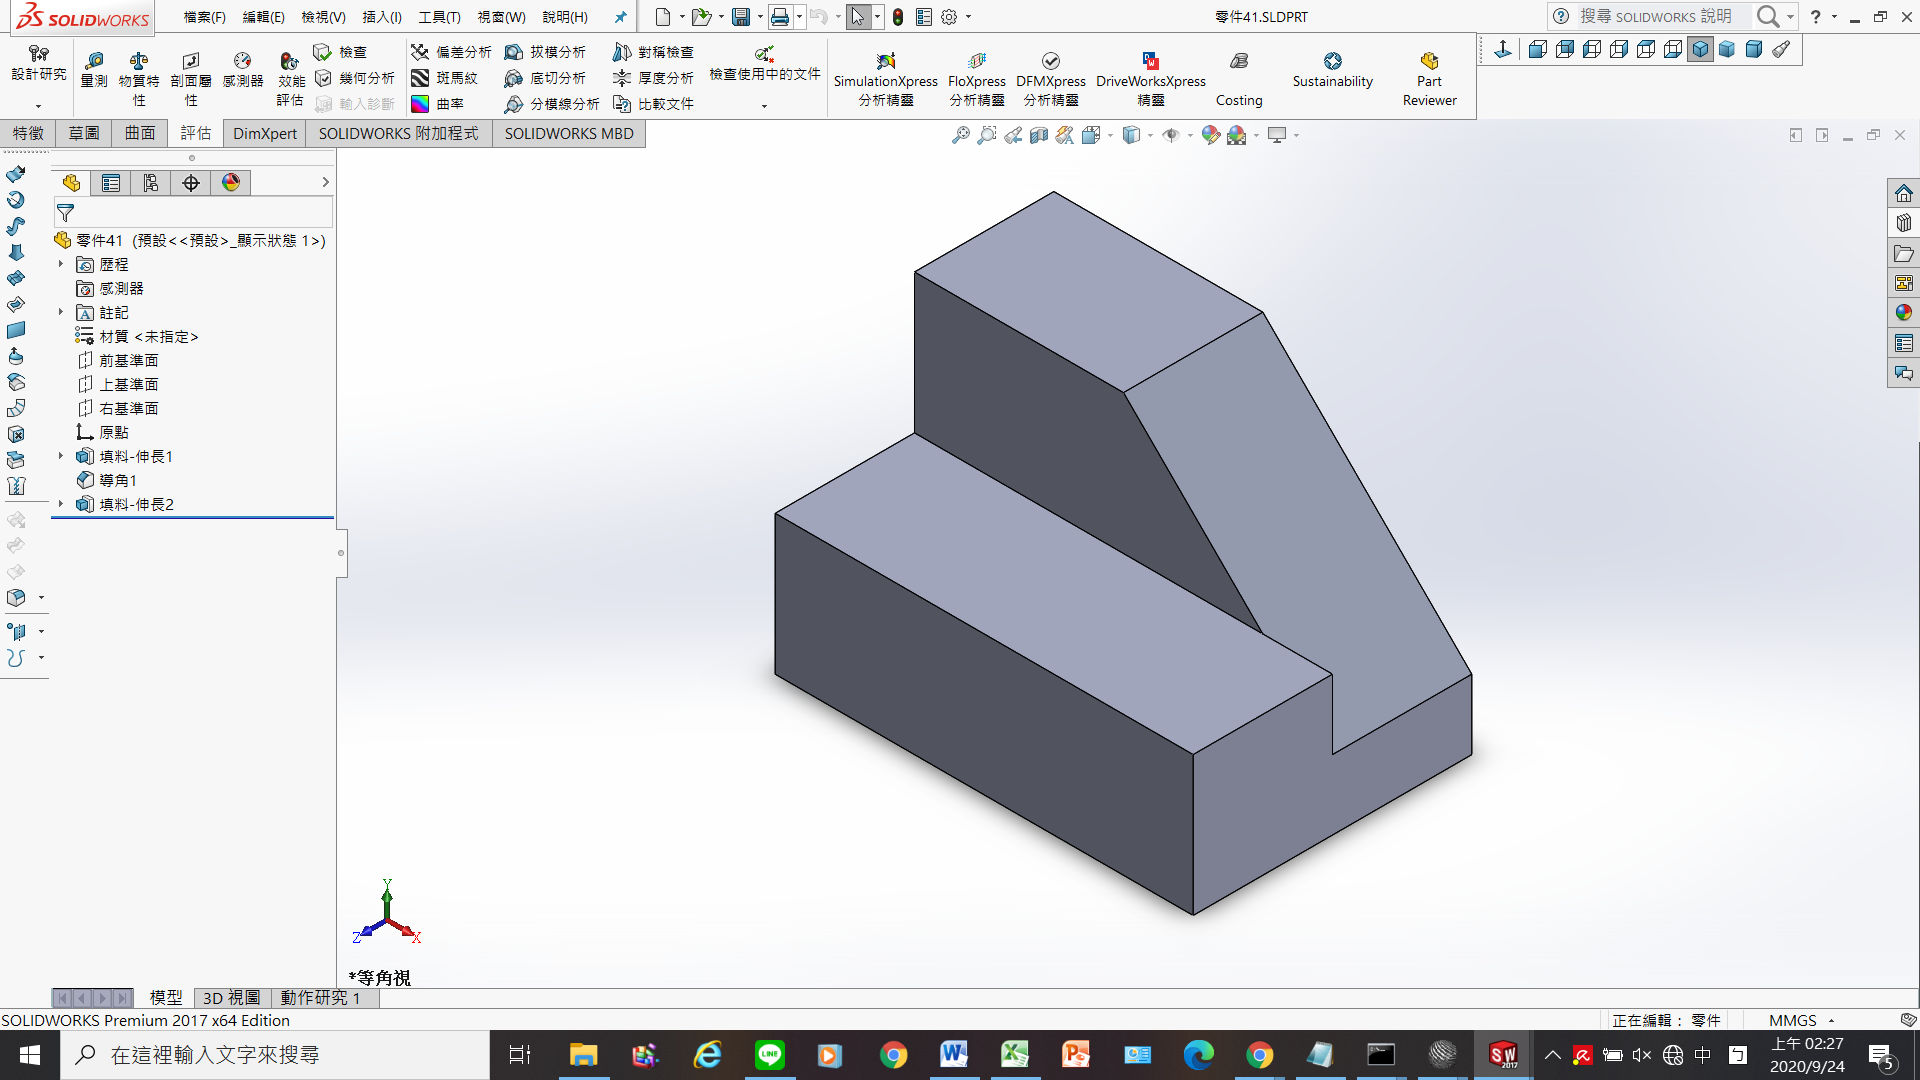 SOLIDWORKS
檔案(F) 編輯(E) 檢視(V) 插入(I) 工具(T) 視窗(W) 說明(H)
零件41.SLDPRT
搜尋 SOLIDWORKS 說明
設計研究
量測
物質特性
剖面屬性
感測器
效能評估
檢查
幾何分析
輸入診斷
偏差分析
斑馬紋
曲率
拔模分析
底切分析
分模線分析
對稱檢查
厚度分析
比較文件
檢查使用中的文件
SimulationXpress
分析精靈
FloXpress
分析精靈
DFMXpress
分析精靈
DriveWorksXpress
精靈
Costing
Sustainability
Part
Reviewer
特徵 草圖 曲面 評估 DimXpert SOLIDWORKS 附加程式 SOLIDWORKS MBD
零件41 (預設<<預設>_顯示狀態 1>)
歷程
感測器
註記
材質 <未指定>
前基準面
上基準面
右基準面
原點
填料-伸長1
導角1
填料-伸長2
Y
Z X
*等角視
模型 3D 視圖 動作研究 1
SOLIDWORKS Premium 2017 x64 Edition
正在編輯： 零件
MMGS
在這裡輸入文字來搜尋
LINE
SW
2017
中
上午 02:27
2020/9/24
5